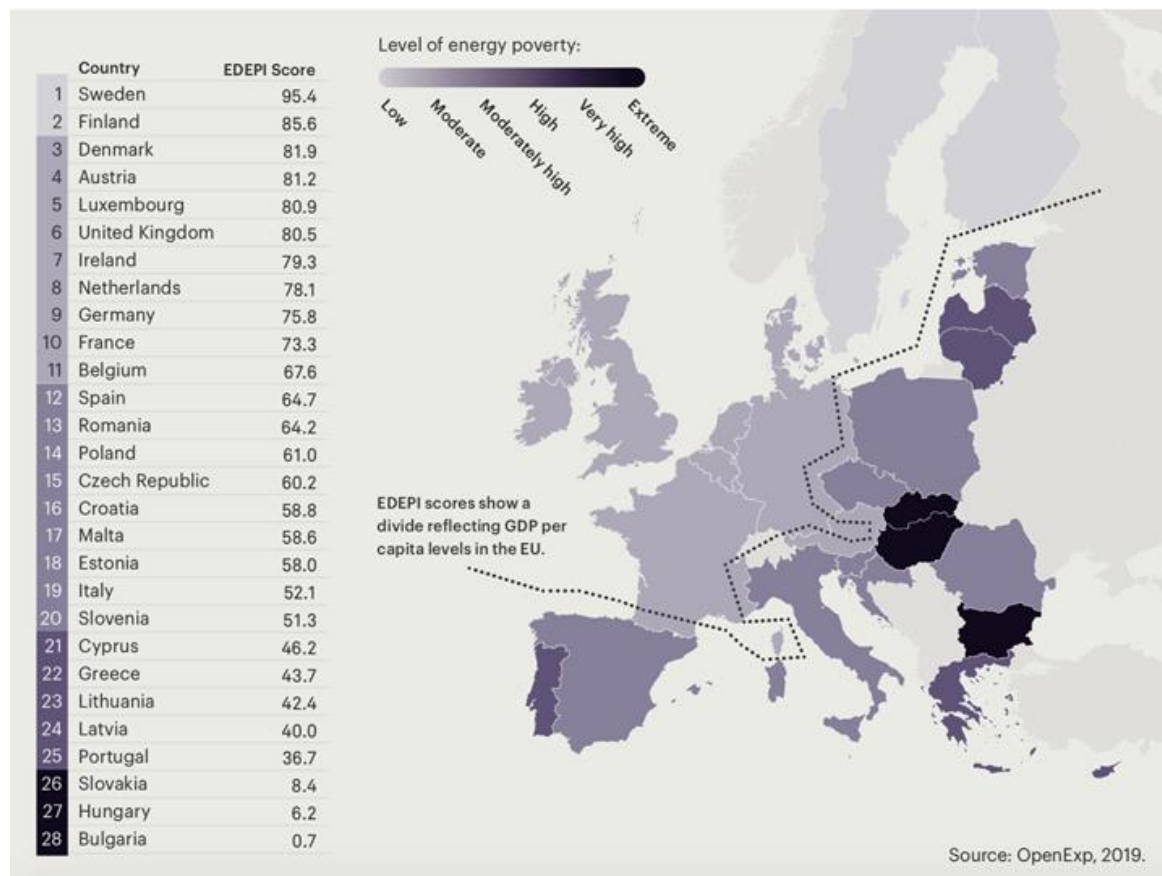 Country EDEPI Score
1 Sweden 95.4
2 Finland 85.6
3 Denmark 81.9
4 Austria 81.2
5 Luxembourg 80.9
6 United Kingdom 80.5
7 Ireland 79.3
8 Netherlands 78.1
9 Germany 75.8
10 France 73.3
11 Belgium 67.6
12 Spain 64.7
13 Romania 64.2
14 Poland 61.0
15 Czech Republic 60.2
16 Croatia 58.8
17 Malta 58.6
18 Estonia 58.0
19 Italy 52.1
20 Slovenia 51.3
21 Cyprus 46.2
22 Greece 43.7
23 Lithuania 42.4
24 Latvia 40.0
25 Portugal 36.7
26 Slovakia 8.4
27 Hungary 6.2
28 Bulgaria 0.7
Level of energy poverty:
Low
Moderate
Moderately high
High
Very high
Extreme
EDEPI scores show a
divide reflecting GDP per
capita levels in the EU.
Source: OpenExp, 2019.